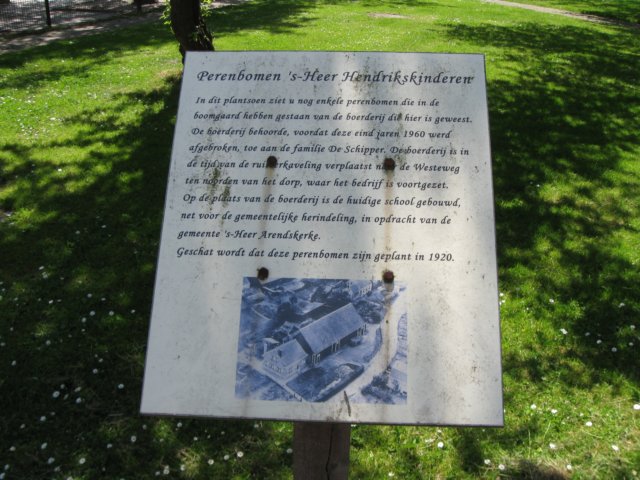 Perenbomen 's-Heer Hendrikskinderen
In dit plantsoen ziet u nog enkele perenbomen die in de
boomgaard hebben gestaan van de boerderij die hier is geweest.
De boerderij behoorde, voordat deze eind jaren 1960 werd
afgebroken, toe aan de familie De Schipper. De boerderij is in
de tijd van de ruilverkaveling verplaatst naar de Westeweg
ten noorden van het dorp, waar het bedrijf is voortgezet.
Op de plaats van de boerderij is de huidige school gebouwd,
net voor de gemeentelijke herindeling, in opdracht van de
gemeente 's-Heer Arendskerke.
Geschat wordt dat deze perenbomen zijn geplant in 1920.